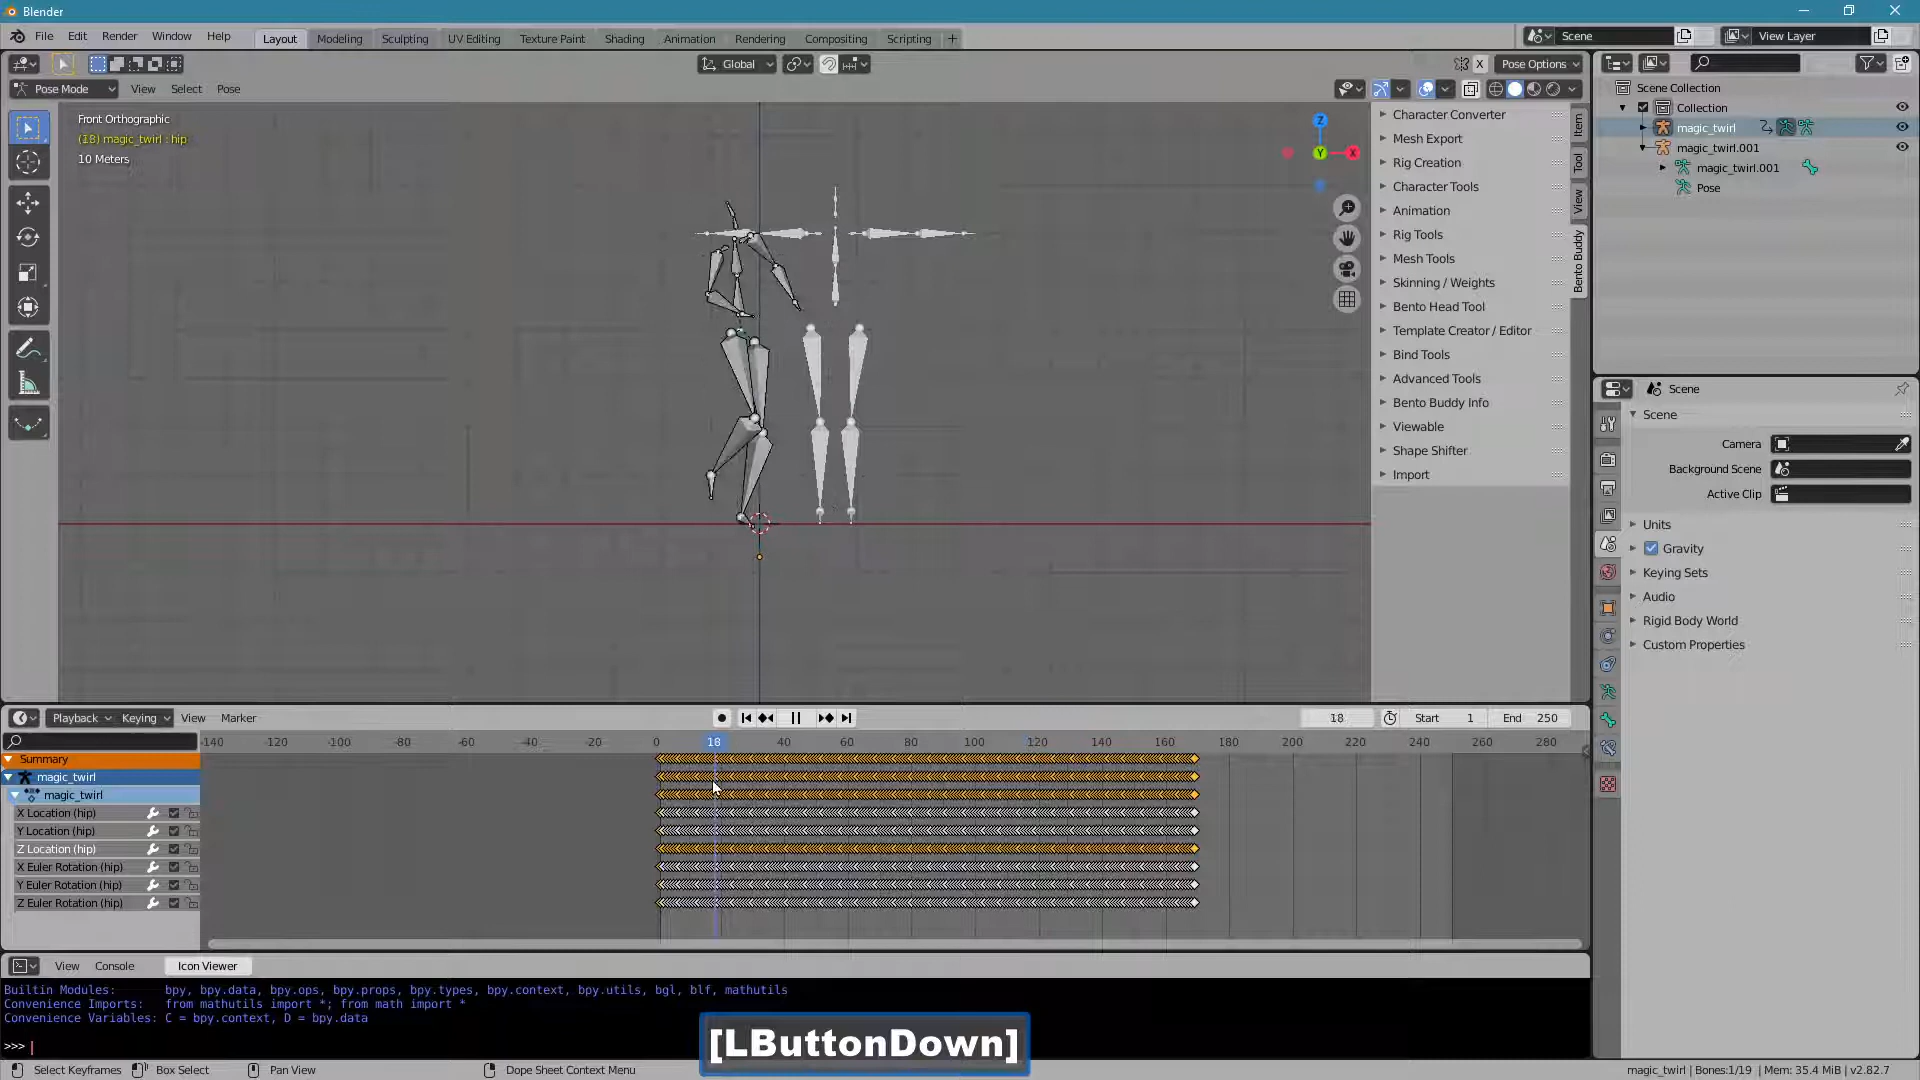 Blender
File Edit Render Window Help
Layout Modeling Sculpting UV Editing Texture Paint Shading Animation Rendering Compositing Scripting +
Scene
View Layer
Global
X Pose Options
Pose Mode View Select Pose
Front Orthographic
(18) magic_twirl : hip
10 Meters
Z
Y
X
Character Converter
Mesh Export
Rig Creation
Character Tools
Animation
Rig Tools
Mesh Tools
Skinning / Weights
Bento Head Tool
Template Creator / Editor
Bind Tools
Advanced Tools
Bento Buddy Info
Viewable
Shape Shifter
Import
Item
Tool
View
Bento Buddy
Scene Collection
Collection
magic_twirl
magic_twirl.001
magic_twirl.001
Pose
Scene
Scene
Camera
Background Scene
Active Clip
Units
Gravity
Keying Sets
Audio
Rigid Body World
Custom Properties
Playback Keying View Marker
18 Start 1 End 250
-140 -120 -100 -80 -60 -40 -20 0 18 40 60 80 100 120 140 160 180 200 220 240 260 280
Summary
magic_twirl
magic_twirl
X Location (hip)
Y Location (hip)
Z Location (hip)
X Euler Rotation (hip)
Y Euler Rotation (hip)
Z Euler Rotation (hip)
View Console Icon Viewer
Builtin Modules: bpy, bpy.data, bpy.ops, bpy.props, bpy.types, bpy.context, bpy.utils, bgl, blf, mathutils
Convenience Imports: from mathutils import *; from math import *
Convenience Variables: C = bpy.context, D = bpy.data
>>>
[LButtonDown]
Select Keyframes Box Select Pan View Dope Sheet Context Menu magic_twirl | Bones:1/19 | Mem: 35.4 MiB | v2.82.7